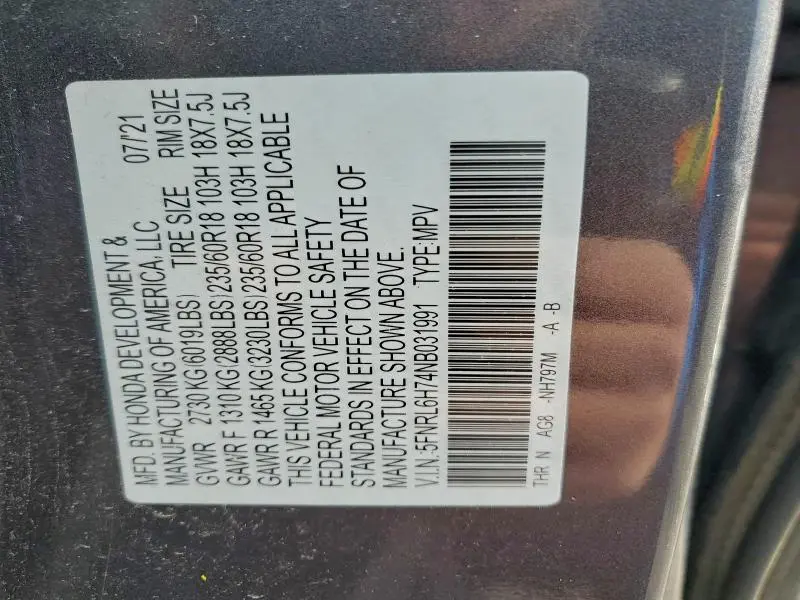 MFD. BY HONDA DEVELOPMENT &
MANUFACTURING OF AMERICA, LLC 07/'21
GVWR 2730 KG(6019LBS) TIRE SIZE RIM SIZE
GAWR F 1310 KG(2888LBS)235/60R18 103H 18X7.5J
GAWR R 1465 KG(3230LBS)235/60R18 103H 18X7.5J
THIS VEHICLE CONFORMS TO ALL APPLICABLE
FEDERAL MOTOR VEHICLE SAFETY
STANDARDS IN EFFECT ON THE DATE OF
MANUFACTURE SHOWN ABOVE.
V.I.N.:5FNRL6H74NB031991 TYPE:MPV
THR N AG8 -NH797M -A -B